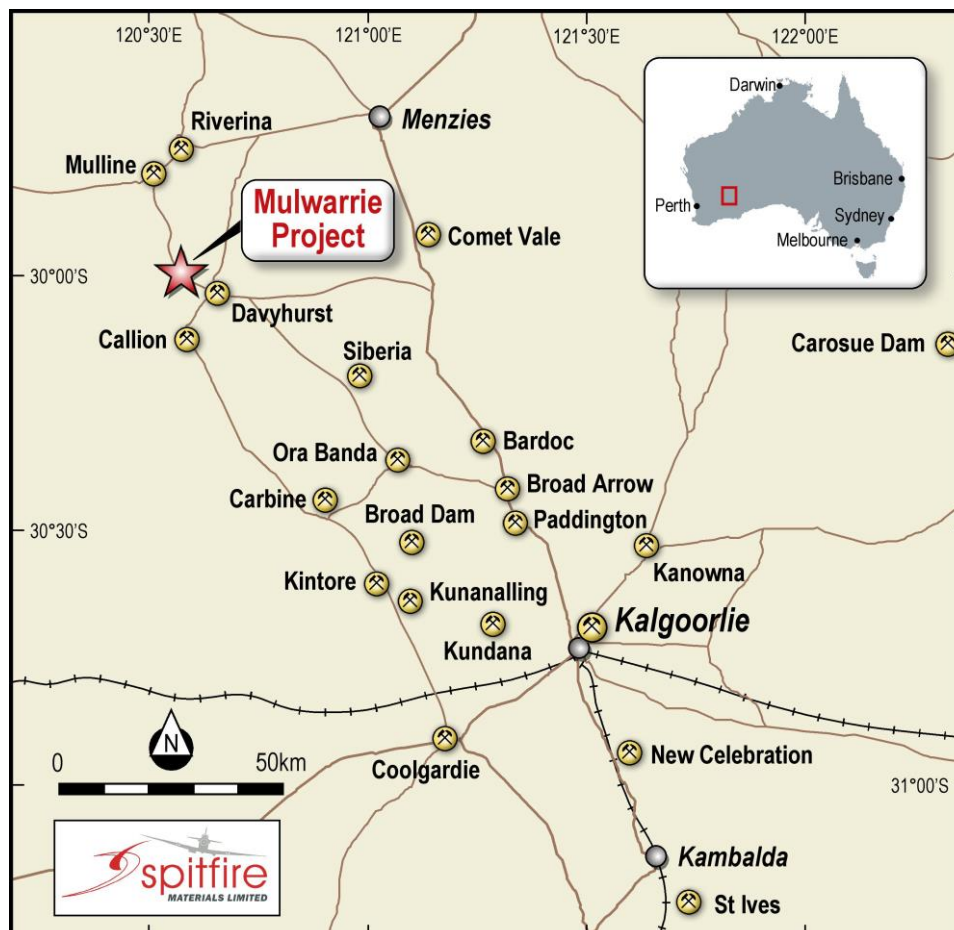 120°30'E
121°00'E
121°30'E
122°00'E
Darwin
Riverina
Menzies
Mulline
Brisbane
Mulwarrie
Project
Perth
Sydney
Comet Vale
Melbourne
30°00'S
Davyhurst
Callion
Siberia
Carosue Dam
Bardoc
Ora Banda
Broad Arrow
Carbine
Broad Dam
Paddington
30°30'S
Kanowna
Kintore
Kunanalling
Kalgoorlie
Kundana
N
New Celebration
0
50km
Coolgardie
31°00'S
Kambalda
spitfire
MATERIALS LIMITED
St Ives